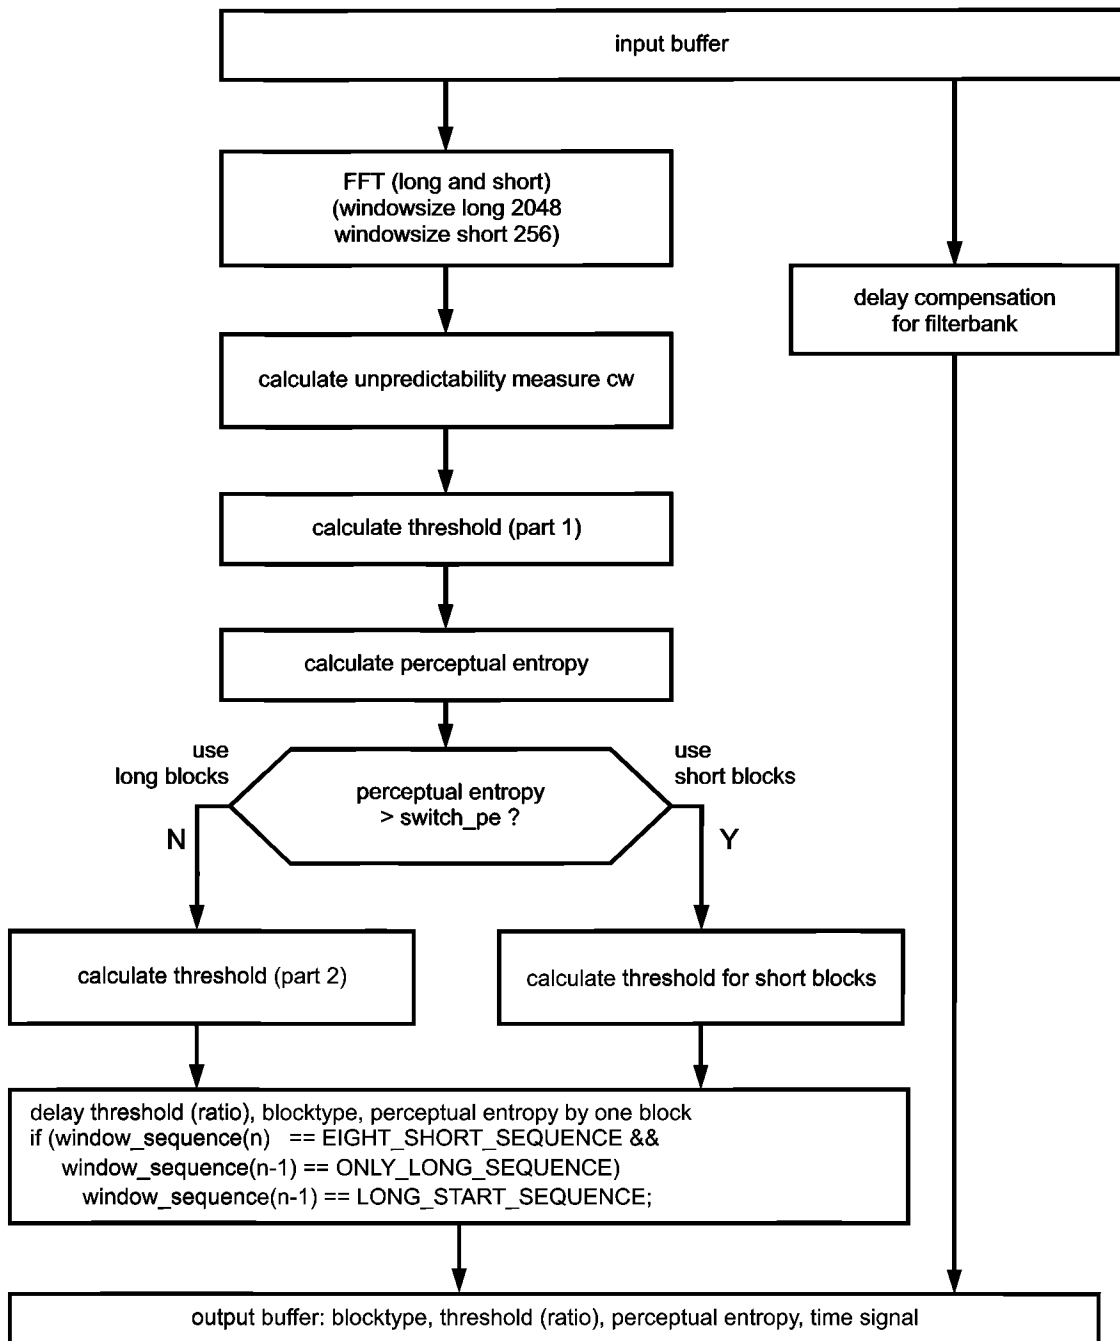 input buffer
FFT (long and short)
(windowsize long 2048
windowsize short 256)
delay compensation
for filterbank
calculate unpredictability measure cw
calculate threshold (part 1)
calculate perceptual entropy
use
long blocks
use
short blocks
perceptual entropy
> switch_pe ?
N
Y
calculate threshold (part 2)
calculate threshold for short blocks
delay threshold (ratio), blocktype, perceptual entropy by one block
if (window_sequence(n) == EIGHT_SHORT_SEQUENCE &&
window_sequence(n-1) == ONLY_LONG_SEQUENCE)
window_sequence(n-1) == LONG_START_SEQUENCE;
output buffer: blocktype, threshold (ratio), perceptual entropy, time signal